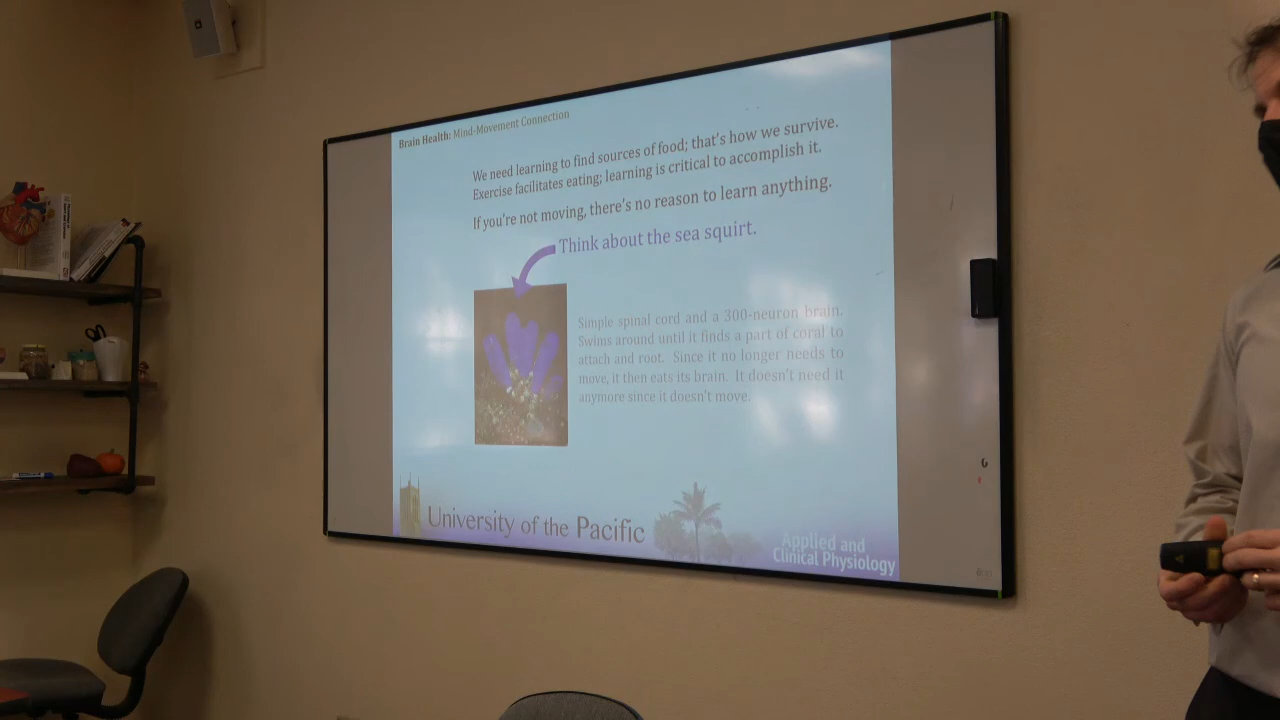 Brain Health: Mind-Movement Connection
We need learning to find sources of food; that's how we survive.
Exercise facilitates eating; learning is critical to accomplish it.
If you're not moving, there's no reason to learn anything.
Think about the sea squirt.
Simple spinal cord and a 300-neuron brain.
Swims around until it finds a part of coral to
attach and root. Since it no longer needs to
move, it then eats its brain. It doesn't need it
anymore since it doesn't move.
University of the Pacific
Applied and
Clinical Physiology